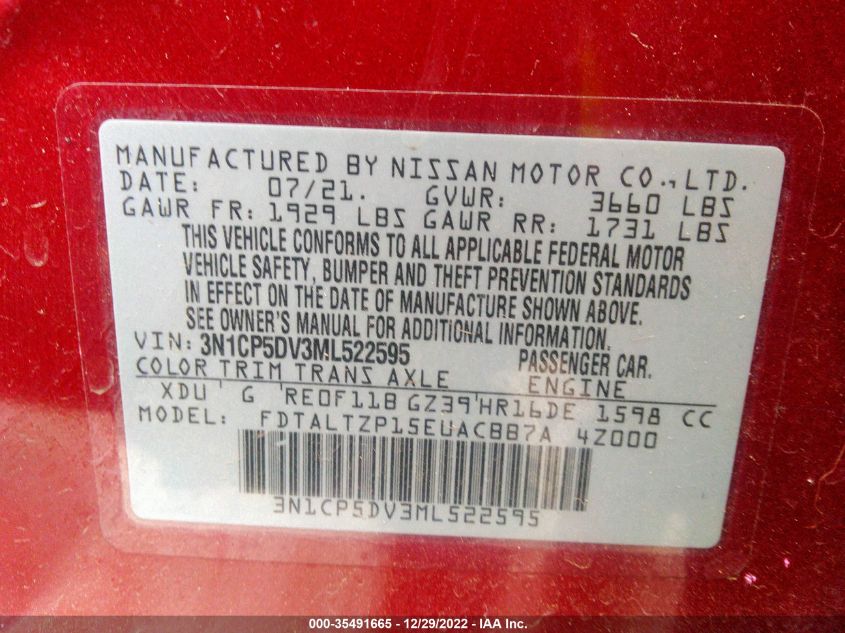 MANUFACTURED BY NISSAN MOTOR CO.,LTD.
DATE: 07/21. GVWR: 3660 LBS
GAWR FR: 1929 LBS GAWR RR: 1731 LBS
THIS VEHICLE CONFORMS TO ALL APPLICABLE FEDERAL MOTOR
VEHICLE SAFETY, BUMPER AND THEFT PREVENTION STANDARDS
IN EFFECT ON THE DATE OF MANUFACTURE SHOWN ABOVE.
SEE OWNER'S MANUAL FOR ADDITIONAL INFORMATION.
VIN: 3N1CP5DV3ML522595 PASSENGER CAR.
COLOR TRIM TRANS AXLE ENGINE
XDU ' G 'RE0F11B GZ39'HR16DE 1598 CC
MODEL: FDTALTZP15EUACBB7A 4Z000
3N1CP5DV3ML522595
000-35491665 - 12/29/2022 - IAA Inc.